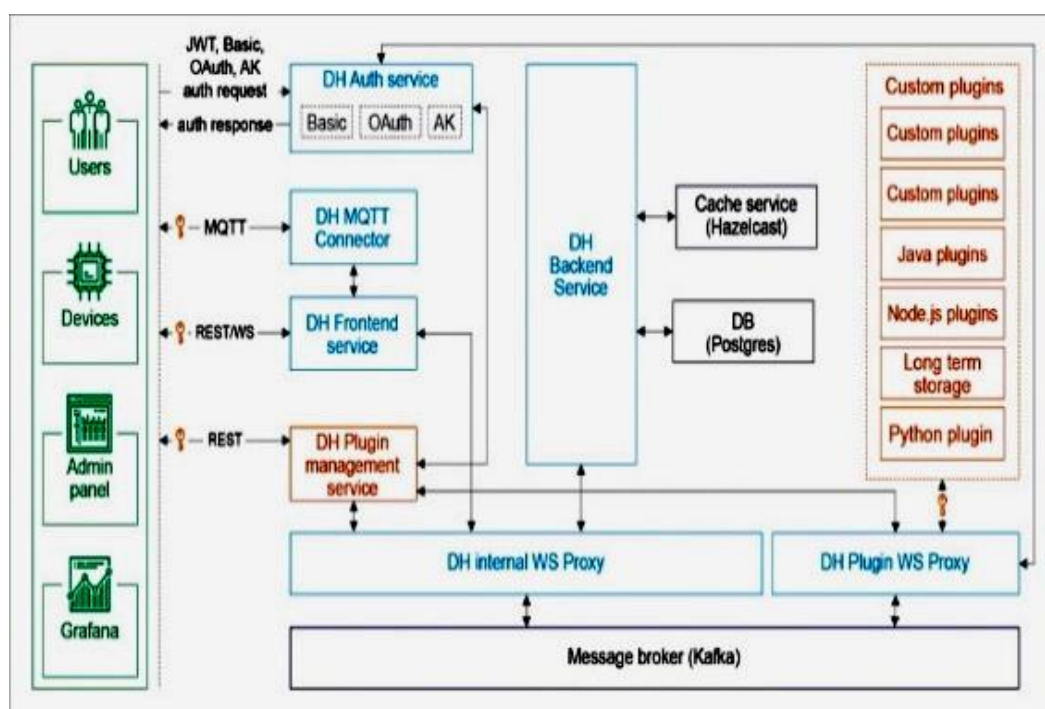 JWT, Basic,
OAuth, AK
auth request
auth response
Users
Devices
Admin
panel
Grafana
MQTT
REST/WS
REST
DH Auth service
Basic
OAuth
AK
DH MQTT
Connector
DH Frontend
service
DH Plugin
management
service
DH
Backend
Service
Cache service
(Hazelcast)
DB
(Postgres)
Custom plugins
Custom plugins
Custom plugins
Java plugins
Node.js plugins
Long term
storage
Python plugin
DH internal WS Proxy
DH Plugin WS Proxy
Message broker (Kafka)